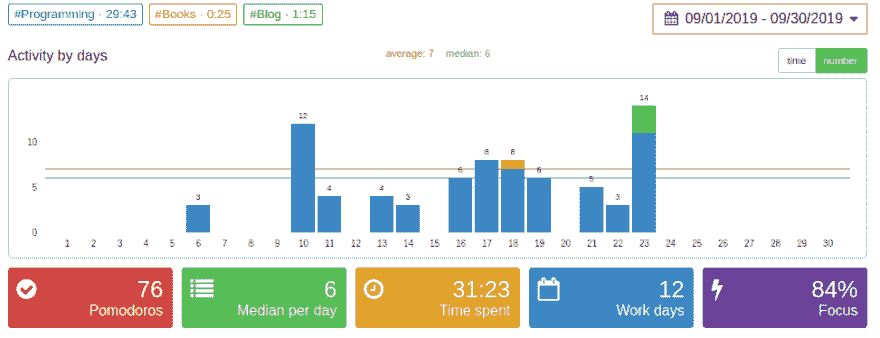 #Programming · 29:43 #Books · 0:25 #Blog · 1:15
09/01/2019 - 09/30/2019
Activity by days
average: 7 median: 6
time number
14
12
10
8 8
6 6
5 5
4 4
3 3 3
0
1 2 3 4 5 6 7 8 9 10 11 12 13 14 15 16 17 18 19 20 21 22 23 24 25 26 27 28 29 30
76
Pomodoros
6
Median per day
31:23
Time spent
12
Work days
84%
Focus